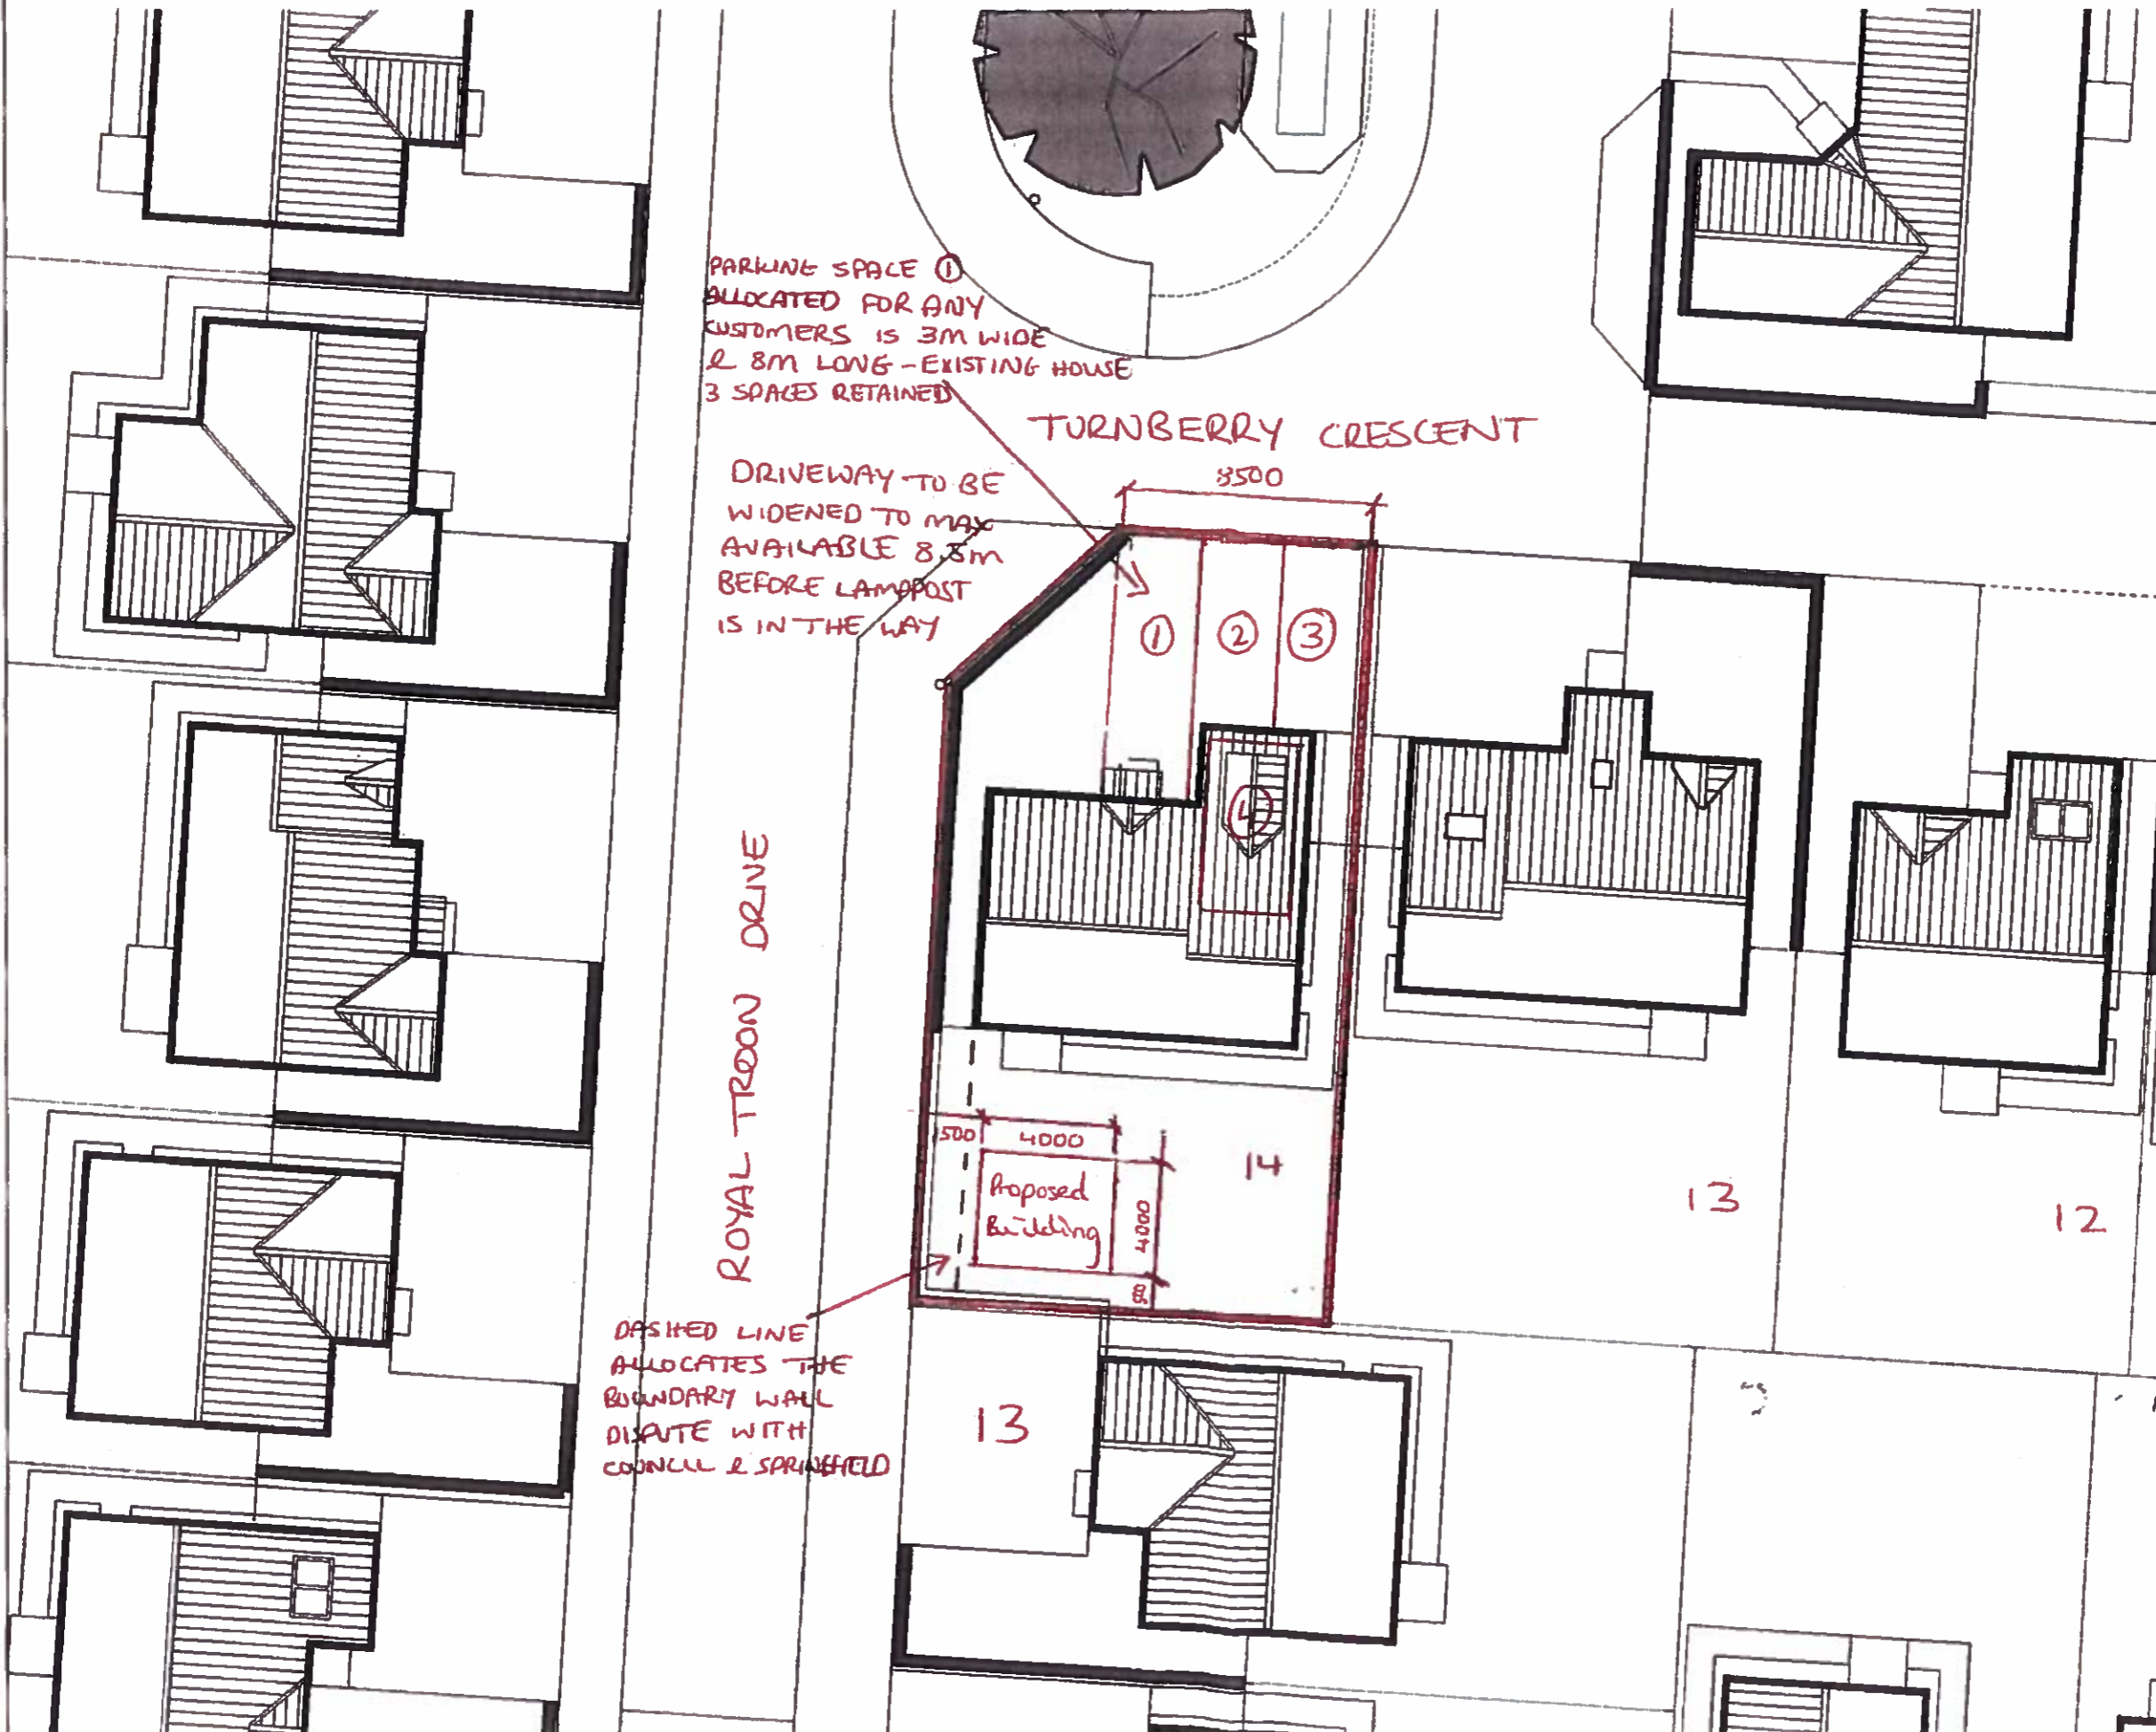 PARKING SPACE ①
ALLOCATED FOR ANY
CUSTOMERS IS 3M WIDE
& 8M LONG - EXISTING HOUSE
3 SPACES RETAINED
TURNBERRY CRESCENT
8500
DRIVEWAY TO BE
WIDENED TO MAX
AVAILABLE 8.5m
BEFORE LAMPPOST
IS IN THE WAY
① ② ③
④
ROYAL TROON DRIVE
1500 4000
14
Proposed
Building
4000
13
12
DASHED LINE
ALLOCATES THE
BOUNDARY WALL
DISPUTE WITH
COUNCIL & SPRINGFIELD
13